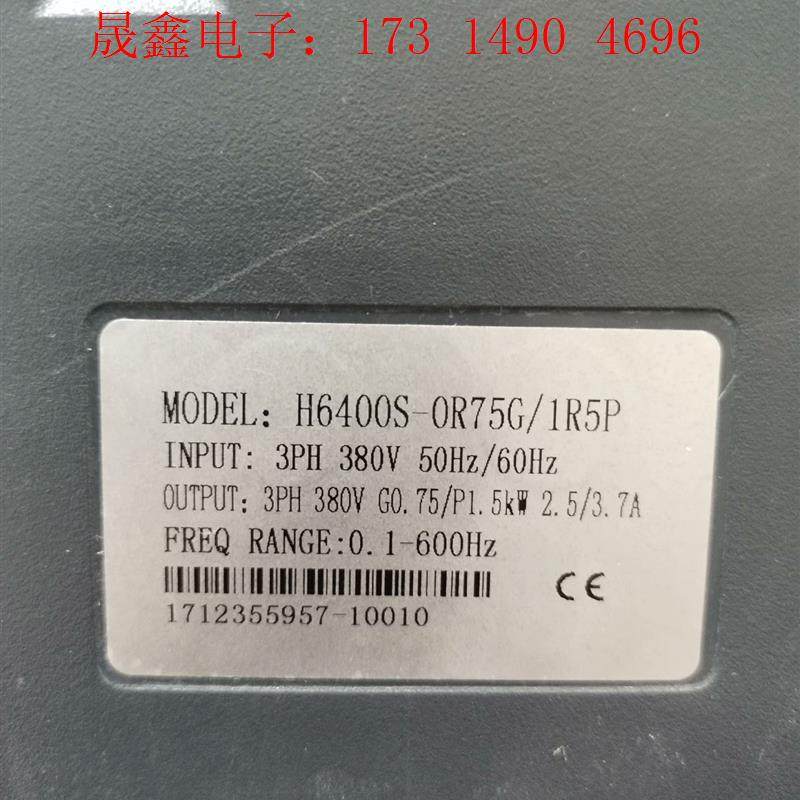 晟鑫电子：173 1490 4696
MODEL: H6400S-0R75G/1R5P
INPUT: 3PH 380V 50Hz/60Hz
OUTPUT: 3PH 380V G0.75/P1.5kW 2.5/3.7A
FREQ RANGE:0.1-600Hz
CE
1712355957-10010